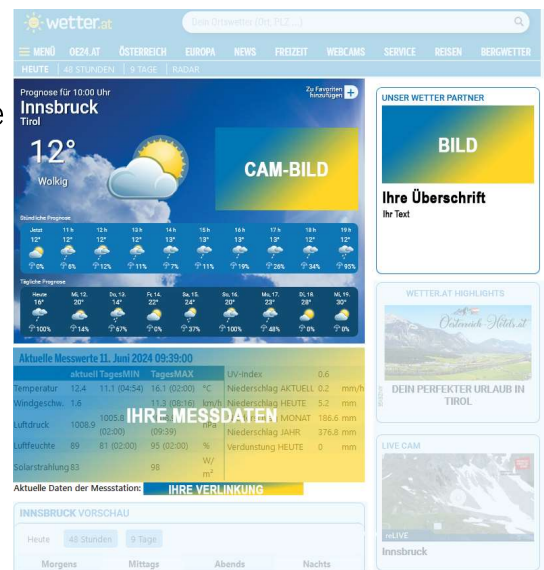 wetter.at
Dein Ortswetter (Ort, PLZ ... )
MENÜ OE24.AT ÖSTERREICH EUROPA NEWS FREIZEIT WEBCAMS SERVICE REISEN BERGWETTER
HEUTE 48 STUNDEN 9 TAGE RADAR
e
Prognose für 10:00 Uhr
Zu Favoriten hinzufügen +
Innsbruck
Tirol
12°
Wolkig
CAM-BILD
Stündliche Prognose
Jetzt 11 h 12 h 13 h 14 h 15 h 16 h 17 h 18 h 19 h
12° 12° 12° 12° 13° 13° 13° 13° 12° 12°
0% 6% 12% 11% 7% 11% 19% 26% 34% 95%
Tägliche Prognose
Heute Mi, 12. Do, 13. Fr, 14. Sa, 15. So, 16. Mo, 17. Di, 18. Mi, 19.
16° 20° 14° 22° 24° 16° 23° 28° 30°
100% 14% 67% 0% 37% 100% 48% 0% 0%
UNSER WETTER PARTNER
BILD
Ihre Überschrift
Ihr Text
WETTER.AT HIGHLIGHTS
Österreich-Hotels.at
DEIN PERFEKTER URLAUB IN TIROL
LIVE CAM
reLIVE
Innsbruck
Aktuelle Messwerte 11. Juni 2024 09:39:00
aktuell TagesMIN TagesMAX UV-Index 0.6
Temperatur 12.4 11.1 (04:54) 16.1 (02:00) °C Niederschlag AKTUELL 0.2 mm/h
Windgeschw. 1.6 11.3 (08:16) km/h Niederschlag HEUTE 5.2 mm
Luftdruck 1008.9 1005.8 (02:00) (09:39) hPa MONAT 186.6 mm
Niederschlag JAHR 376.8 mm
IHRE MESSDATEN
Luftfeuchte 89 81 (02:00) 95 (02:00) % Verdunstung HEUTE 0 mm
Solarstrahlung 83 98 W/m²
Aktuelle Daten der Messstation: IHRE VERLINKUNG
INNSBRUCK VORSCHAU
Heute 48 Stunden 9 Tage
Morgens Mittags Abends Nachts